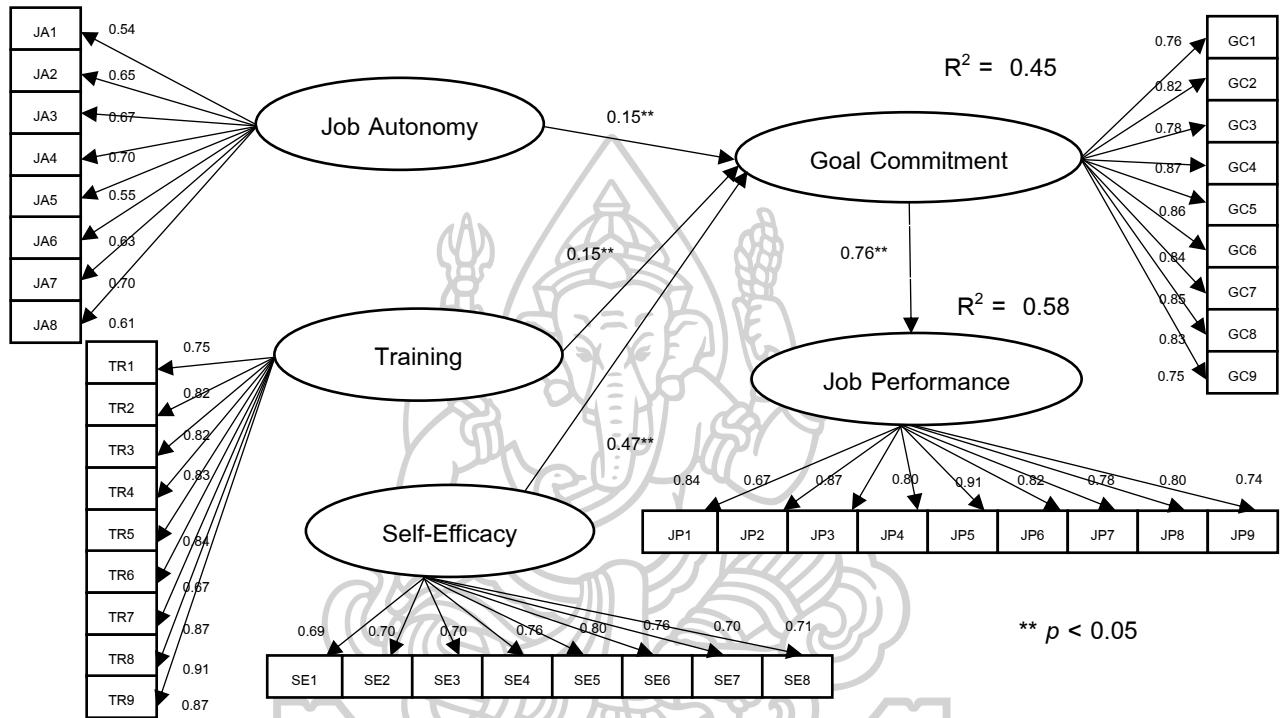 JA1
JA2
JA3
JA4
JA5
JA6
JA7
JA8
0.54
0.65
0.67
0.70
0.55
0.63
0.70
0.61
Job Autonomy
0.15**
R² = 0.45
Goal Commitment
0.76
0.82
0.78
0.87
0.86
0.84
0.85
0.83
0.75
GC1
GC2
GC3
GC4
GC5
GC6
GC7
GC8
GC9
0.15**
0.76**
R² = 0.58
TR1
TR2
TR3
TR4
TR5
TR6
TR7
TR8
TR9
0.75
0.82
0.82
0.83
0.84
0.67
0.87
0.91
0.87
Training
Job Performance
0.47**
0.84 0.67 0.87 0.80 0.91 0.82 0.78 0.80 0.74
JP1 JP2 JP3 JP4 JP5 JP6 JP7 JP8 JP9
Self-Efficacy
0.69 0.70 0.70 0.76 0.80 0.76 0.70 0.71
SE1 SE2 SE3 SE4 SE5 SE6 SE7 SE8
** p < 0.05